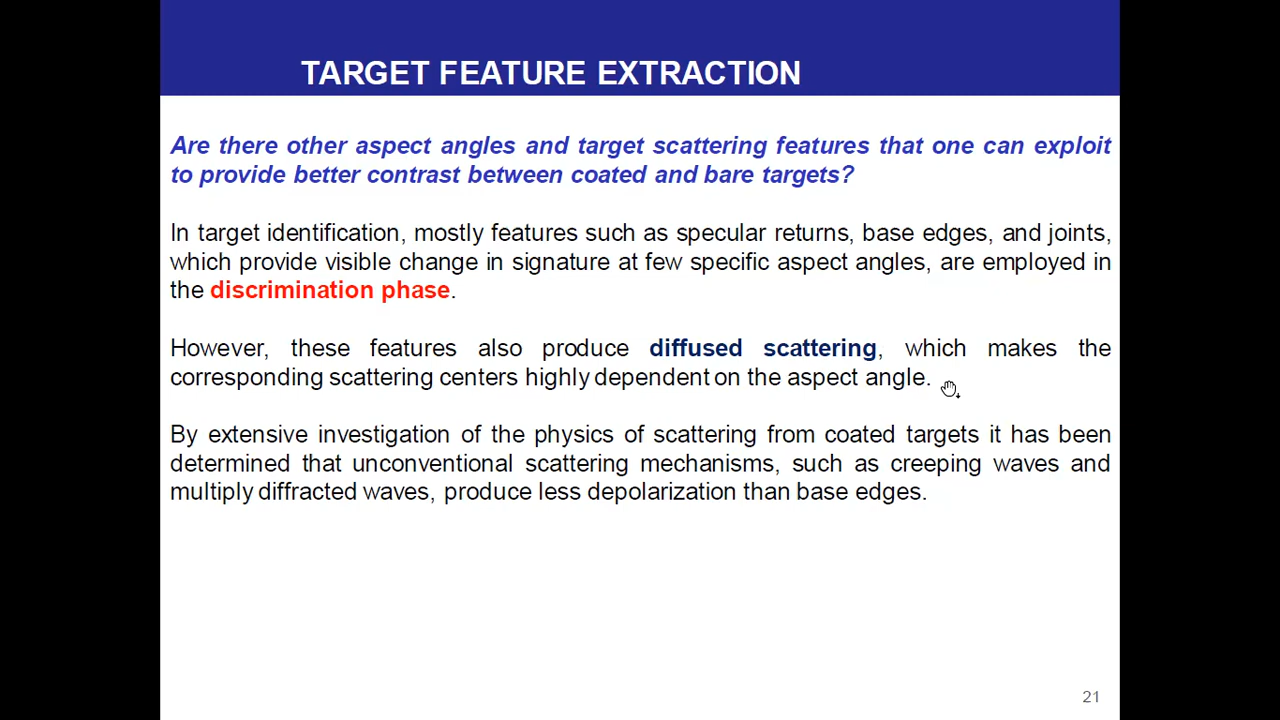 TARGET FEATURE EXTRACTION
Are there other aspect angles and target scattering features that one can exploit
to provide better contrast between coated and bare targets?
In target identification, mostly features such as specular returns, base edges, and joints,
which provide visible change in signature at few specific aspect angles, are employed in
the discrimination phase.
However, these features also produce diffused scattering, which makes the
corresponding scattering centers highly dependent on the aspect angle.
By extensive investigation of the physics of scattering from coated targets it has been
determined that unconventional scattering mechanisms, such as creeping waves and
multiply diffracted waves, produce less depolarization than base edges.
21